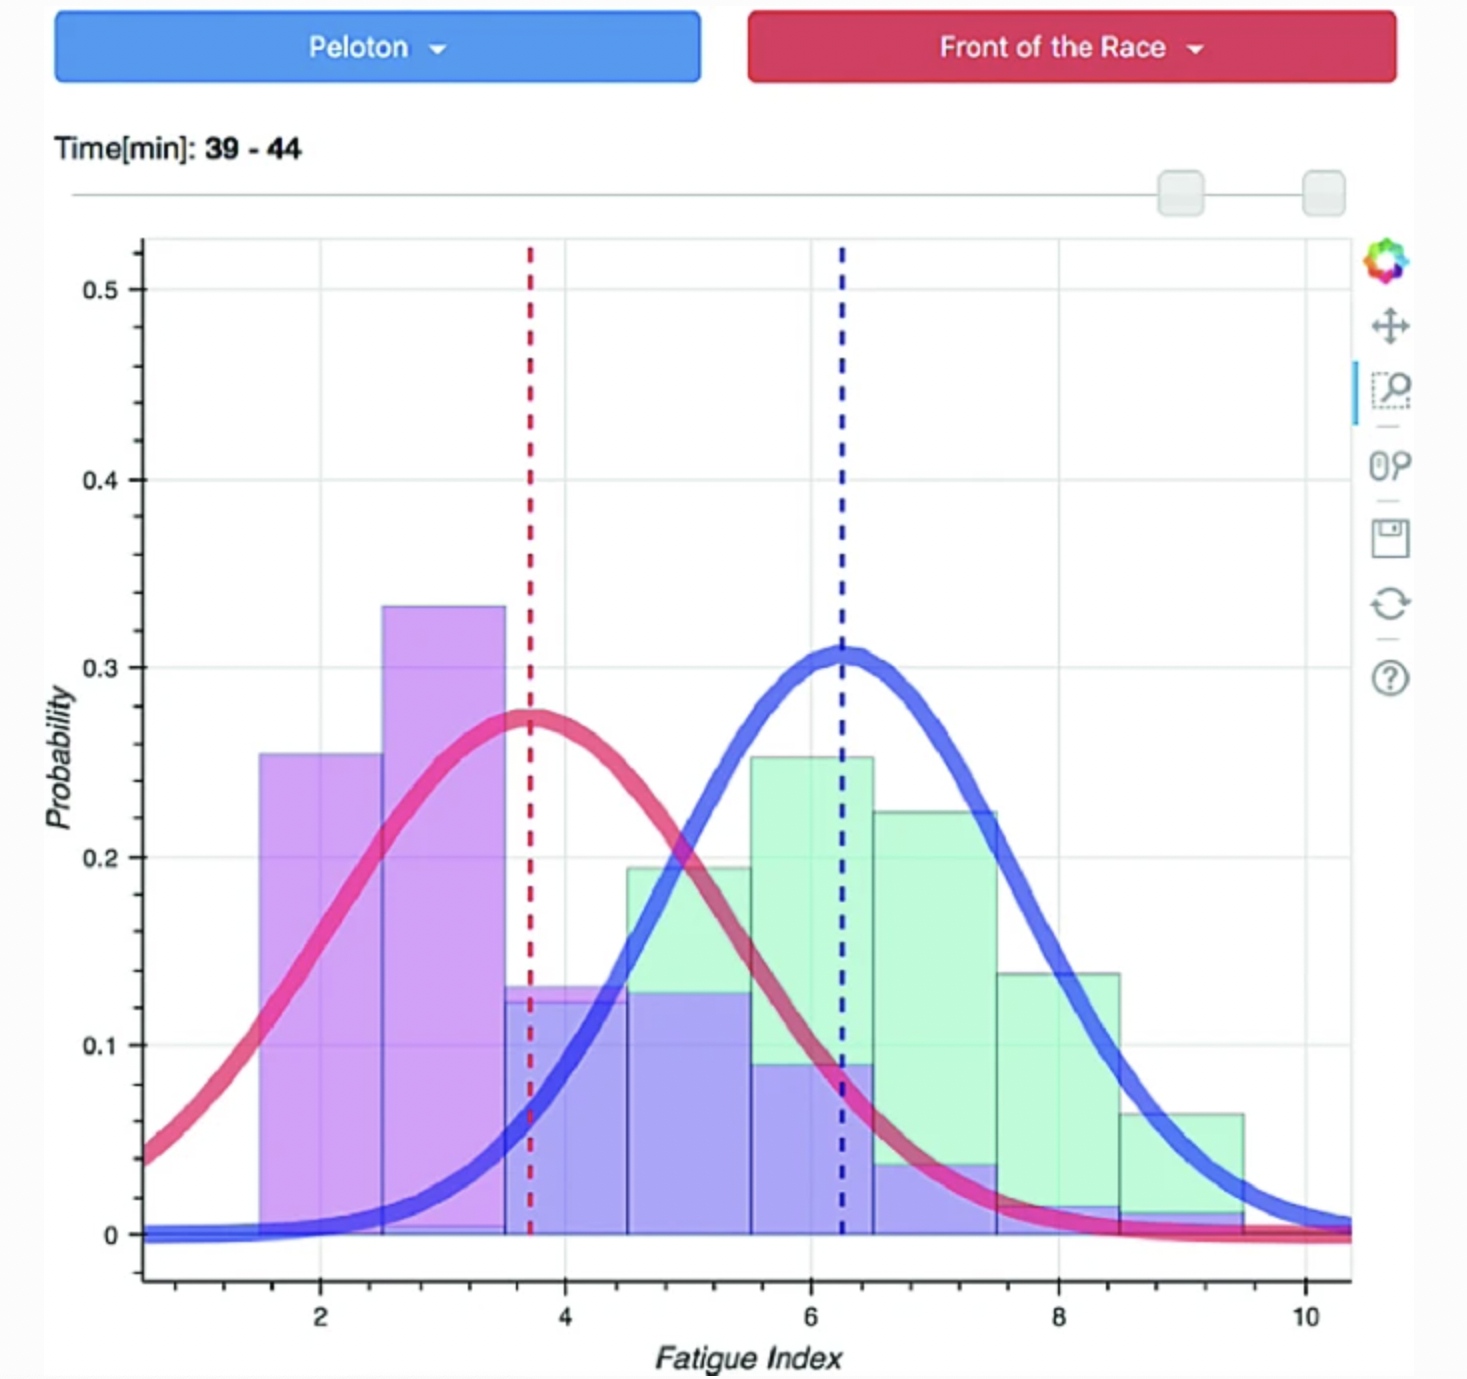 Peloton
Front of the Race
Time[min]: 39 - 44
0.5
0.4
0.3
0.2
0.1
0
Probability
2 4 6 8 10
Fatigue Index